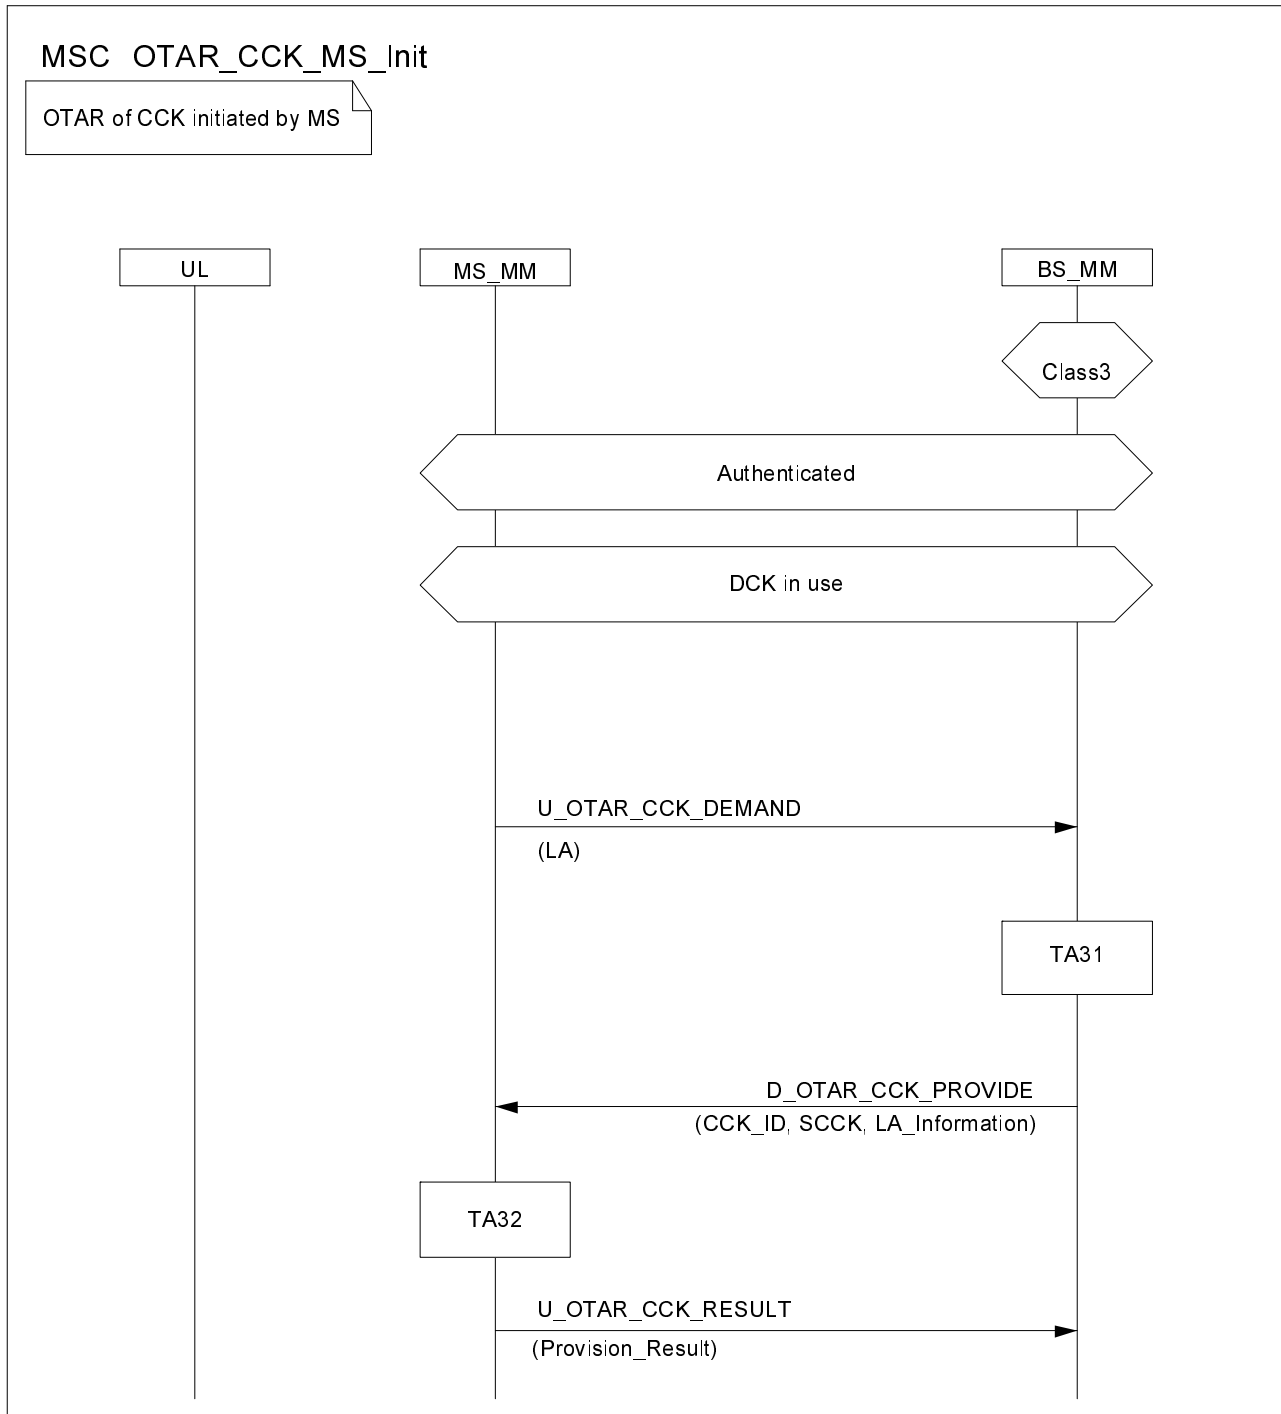 MSC OTAR_CCK_MS_Init
OTAR of CCK initiated by MS
UL
MS_MM
BS_MM
Class3
Authenticated
DCK in use
U_OTAR_CCK_DEMAND
(LA)
TA31
D_OTAR_CCK_PROVIDE
(CCK_ID, SCCK, LA_Information)
TA32
U_OTAR_CCK_RESULT
(Provision_Result)